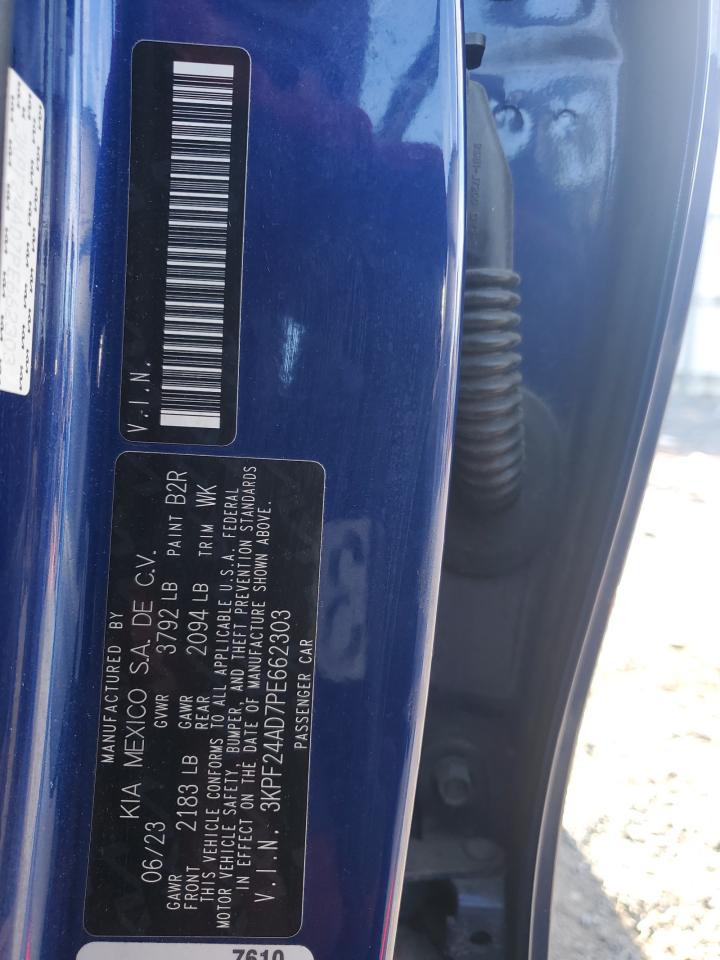 V.I.N.
MANUFACTURED BY
KIA MEXICO S.A. DE C.V.
06/23 GVWR 3792 LB PAINT B2R
GAWR FRONT 2183 LB GAWR REAR 2094 LB TRIM WK
THIS VEHICLE CONFORMS TO ALL APPLICABLE U.S.A. FEDERAL
MOTOR VEHICLE SAFETY, BUMPER, AND THEFT PREVENTION STANDARDS
IN EFFECT ON THE DATE OF MANUFACTURE SHOWN ABOVE.
V.I.N. 3KPF24AD7PE662303
PASSENGER CAR
7610